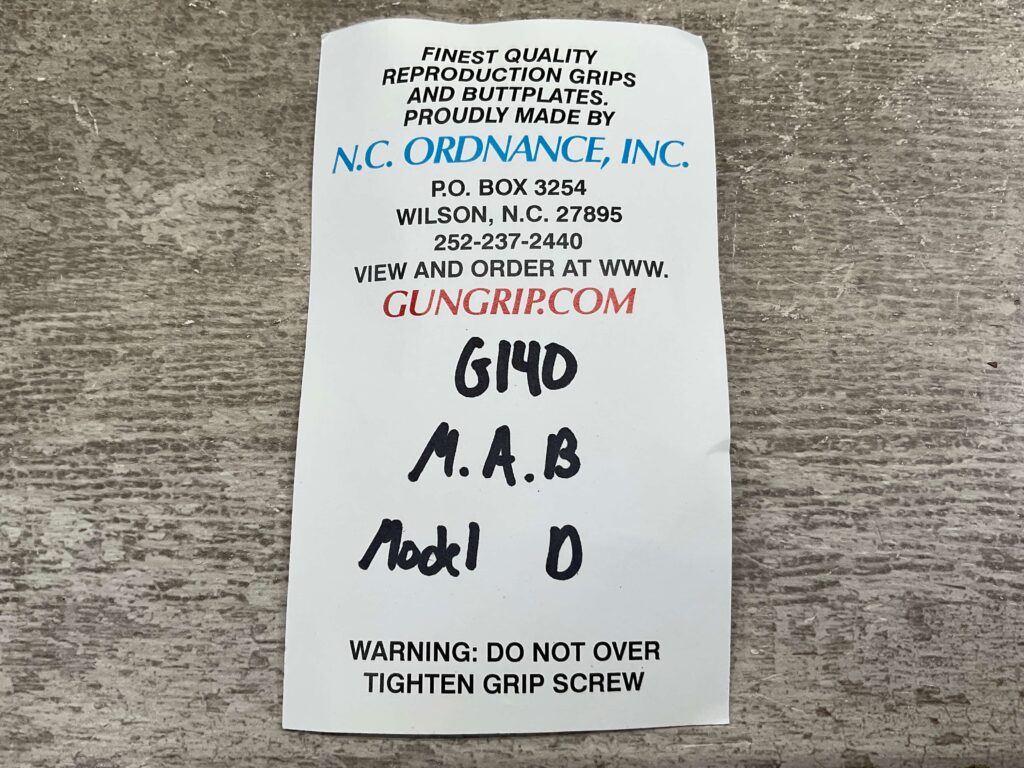 FINEST QUALITY
REPRODUCTION GRIPS
AND BUTTPLATES.
PROUDLY MADE BY
N.C. ORDNANCE, INC.
P.O. BOX 3254
WILSON, N.C. 27895
252-237-2440
VIEW AND ORDER AT WWW.
GUNGRIP.COM
G140
M.A.B
Model D
WARNING: DO NOT OVER
TIGHTEN GRIP SCREW